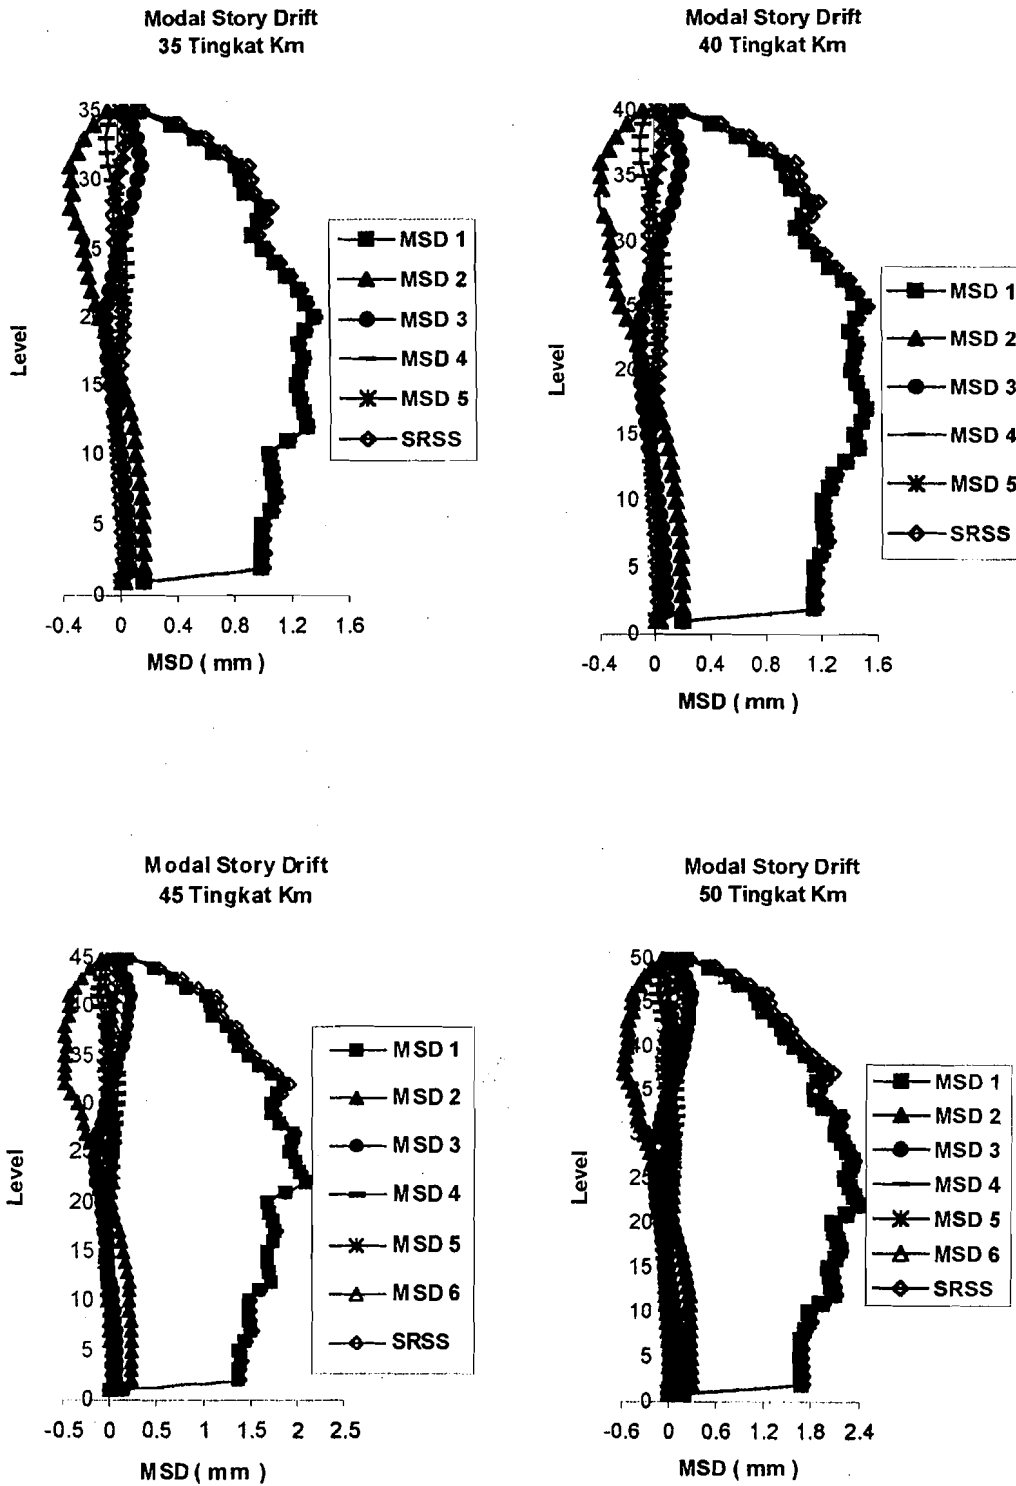 Modal Story Drift
35 Tingkat Km
35
30
25
20
15
10
5
0
-0.4 0 0.4 0.8 1.2 1.6
Level
MSD ( mm )
MSD 1
MSD 2
MSD 3
MSD 4
MSD 5
SRSS
Modal Story Drift
40 Tingkat Km
40
35
30
25
20
15
10
5
0
-0.4 0 0.4 0.8 1.2 1.6
Level
MSD ( mm )
MSD 1
MSD 2
MSD 3
MSD 4
MSD 5
SRSS
Modal Story Drift
45 Tingkat Km
45
40
35
30
25
20
15
10
5
0
-0.5 0 0.5 1 1.5 2 2.5
Level
MSD ( mm )
MSD 1
MSD 2
MSD 3
MSD 4
MSD 5
MSD 6
SRSS
Modal Story Drift
50 Tingkat Km
50
45
40
35
30
25
20
15
10
5
0
-0.6 0 0.6 1.2 1.8 2.4
Level
MSD ( mm )
MSD 1
MSD 2
MSD 3
MSD 4
MSD 5
MSD 6
SRSS